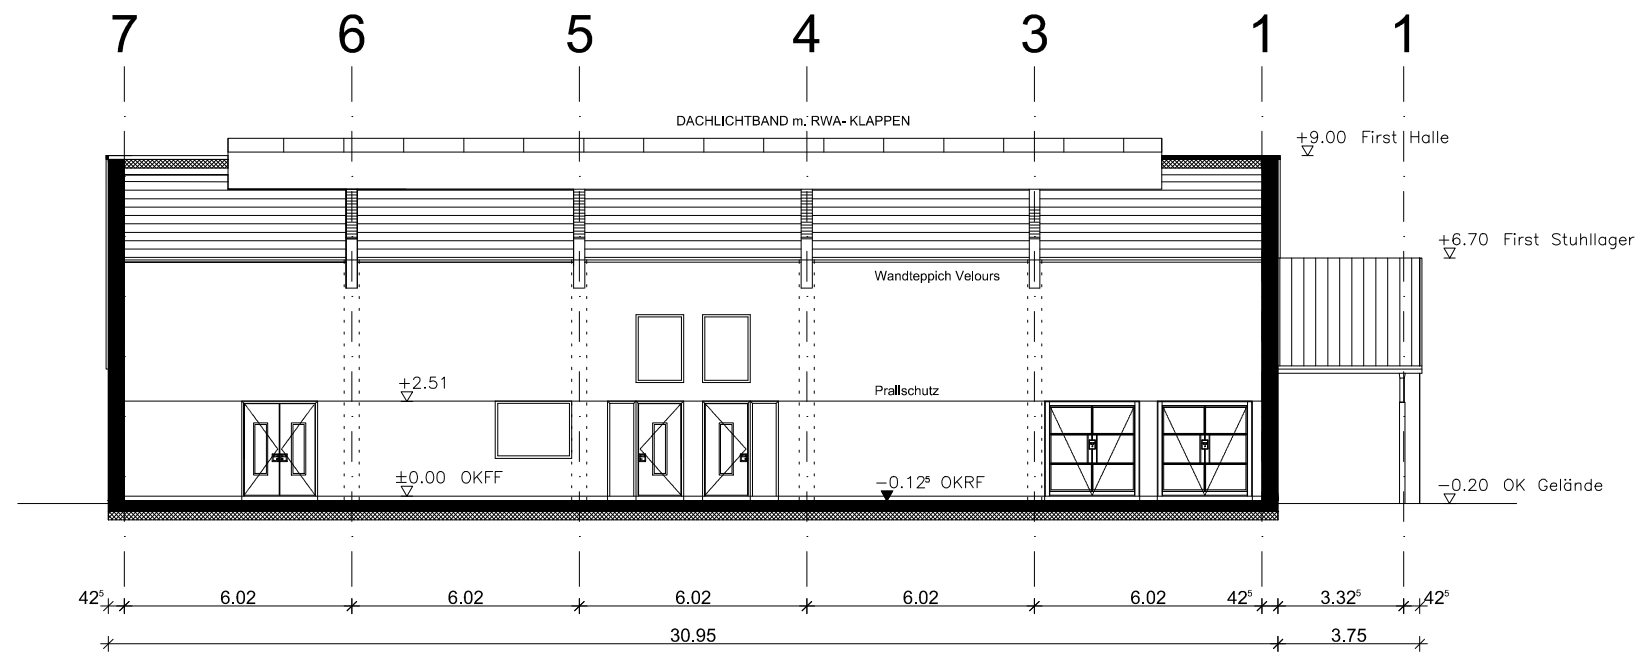 7 6 5 4 3 1 1
DACHLICHTBAND m. RWA- KLAPPEN
+9.00 First Halle
+6.70 First Stuhllager
Wandteppich Velours
+2.51
Prallschutz
±0.00 OKFF
-0.12⁵ OKRF
-0.20 OK Gelände
42⁵ 6.02 6.02 6.02 6.02 6.02 42⁵ 3.32⁵ 42⁵
30.95 3.75